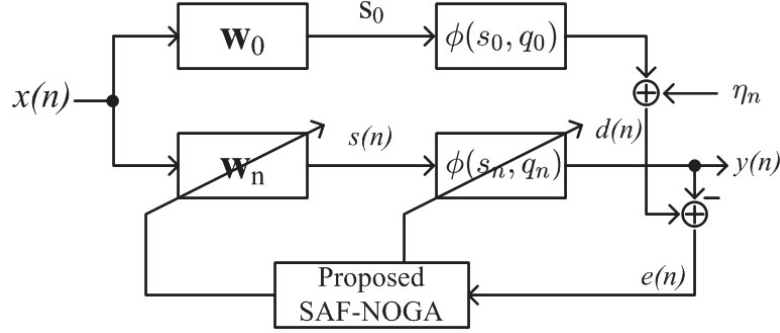 s₀
w₀
ϕ(s₀, q₀)
x(n)
ηₙ
s(n)
d(n)
wₙ
ϕ(sₙ, qₙ)
y(n)
−
Proposed
SAF-NOGA
e(n)